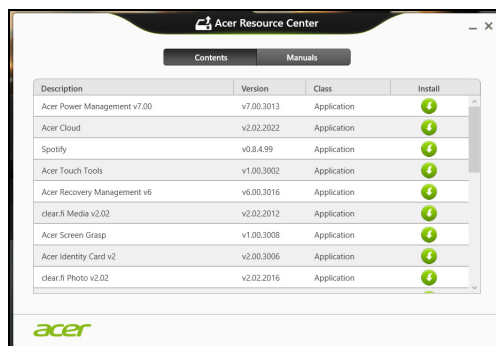 Acer Resource Center
Contents Manuals
Description Version Class Install
Acer Power Management v7.00 v7.00.3013 Application
Acer Cloud v2.02.2022 Application
Spotify v0.8.4.99 Application
Acer Touch Tools v1.00.3002 Application
Acer Recovery Management v6 v6.00.3016 Application
clear.fi Media v2.02 v2.02.2012 Application
Acer Screen Grasp v1.00.3008 Application
Acer Identity Card v2 v2.00.3006 Application
clear.fi Photo v2.02 v2.02.2016 Application
acer